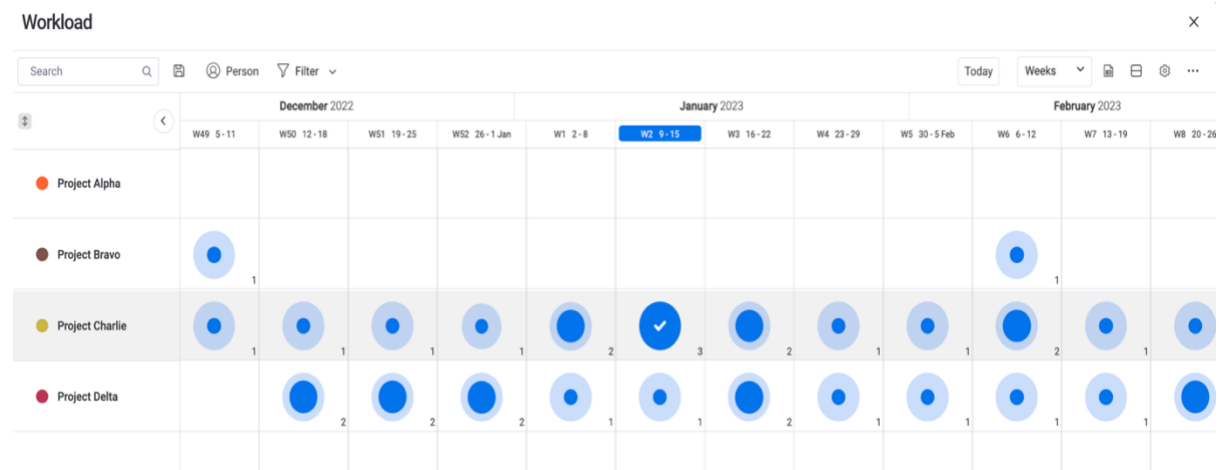 Workload
Search Person Filter Today Weeks
December 2022 January 2023 February 2023
W49 5 - 11 W50 12 - 18 W51 19 - 25 W52 26 - 1 Jan W1 2 - 8 W2 9 - 15 W3 16 - 22 W4 23 - 29 W5 30 - 5 Feb W6 6 - 12 W7 13 - 19 W8 20 - 26
Project Alpha
Project Bravo
1 1
Project Charlie
1 1 1 1 2 3 2 1 1 2 1
Project Delta
2 2 2 1 1 2 1 1 1 1